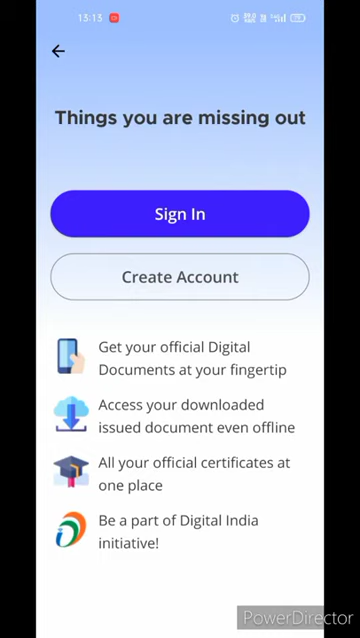 13:13
Things you are missing out
Sign In
Create Account
Get your official Digital
Documents at your fingertip
Access your downloaded
issued document even offline
All your official certificates at
one place
Be a part of Digital India
initiative!
PowerDirector